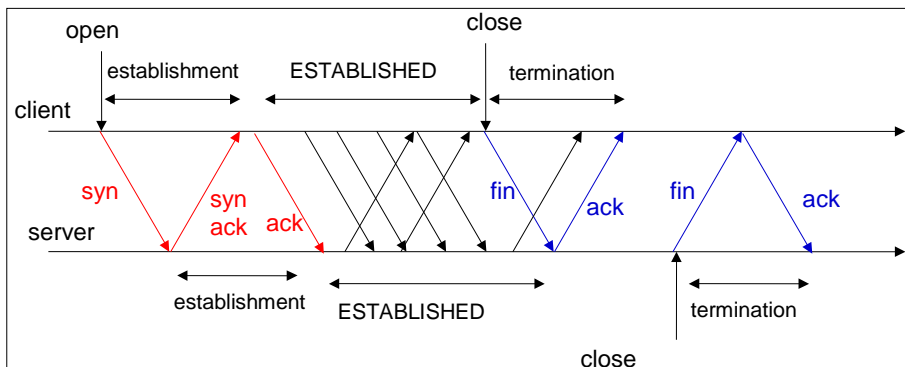 open
close
establishment
ESTABLISHED
termination
client
syn
syn
ack
ack
fin
ack
fin
ack
server
establishment
ESTABLISHED
termination
close